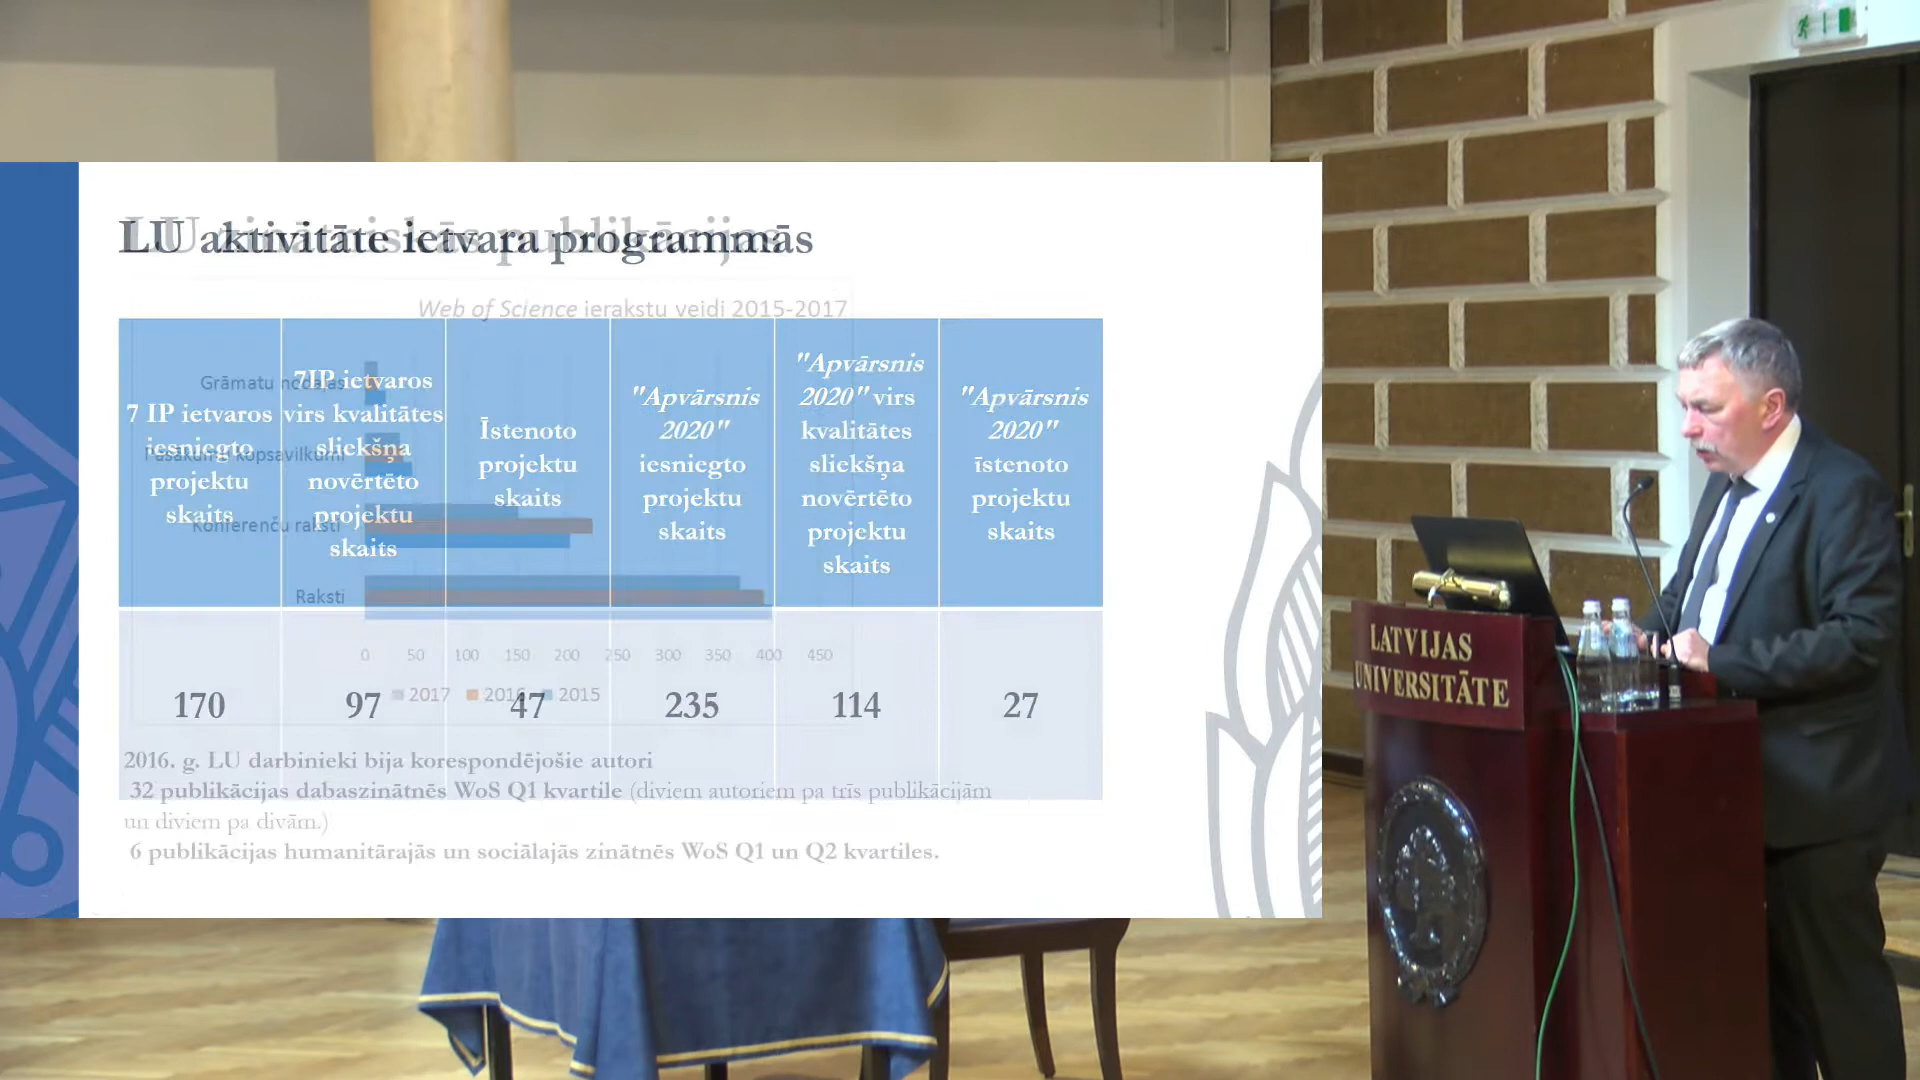 LU aktivitāte ietvara programmās
LU zinātniskās publikācijas
Web of Science ierakstu veidi 2015-2017
7 IP ietvaros
iesniegto
projektu
skaits
7IP ietvaros
virs kvalitātes
sliekšņa
novērtēto
projektu
skaits
Īstenoto
projektu
skaits
"Apvārsnis
2020"
iesniegto
projektu
skaits
"Apvārsnis
2020" virs
kvalitātes
sliekšņa
novērtēto
projektu
skaits
"Apvārsnis
2020"
īstenoto
projektu
skaits
170 97 47 235 114 27
Grāmatu nodaļas
kopsavilkumi
Konferenču raksti
Raksti
0 50 100 150 200 250 300 350 400 450
2017 2016 2015
2016. g. LU darbinieki bija korespondējošie autori
32 publikācijas dabaszinātnēs WoS Q1 kvartile (diviem autoriem pa trīs publikācijām
un diviem pa divām.)
6 publikācijas humanitārajās un sociālajās zinātnēs WoS Q1 un Q2 kvartiles.
LATVIJAS
UNIVERSITĀTE